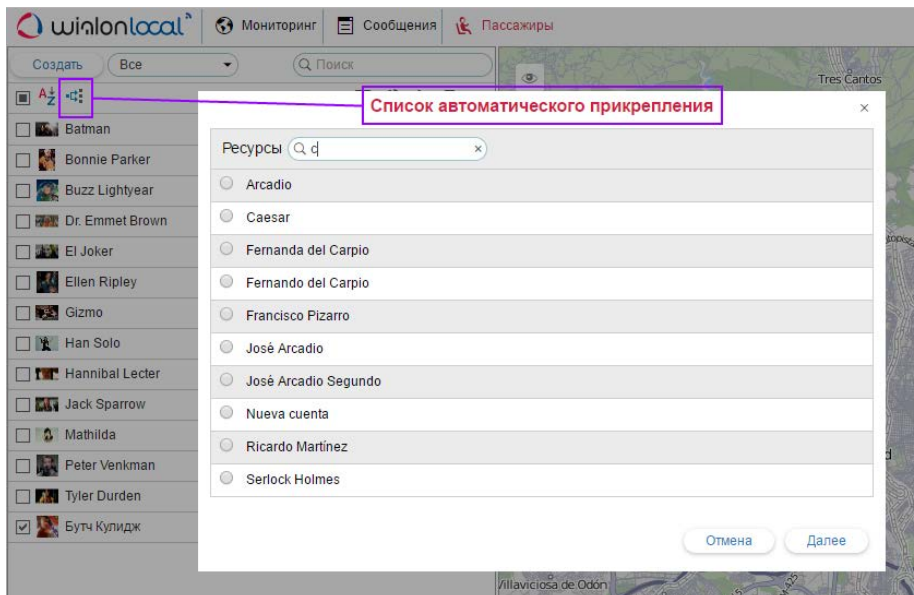 wialonlocal Мониторинг Сообщения Пассажиры
Создать Все Поиск
Tres Cantos
Список автоматического прикрепления
×
Batman
Bonnie Parker
Buzz Lightyear
Dr. Emmet Brown
El Joker
Ellen Ripley
Gizmo
Han Solo
Hannibal Lecter
Jack Sparrow
Mathilda
Peter Venkman
Tyler Durden
Бутч Кулидж
Ресурсы c ×
Arcadio
Caesar
Fernanda del Carpio
Fernando del Carpio
Francisco Pizarro
José Arcadio
José Arcadio Segundo
Nueva cuenta
Ricardo Martínez
Serlock Holmes
Отмена Далее
Villaviciosa de Odón